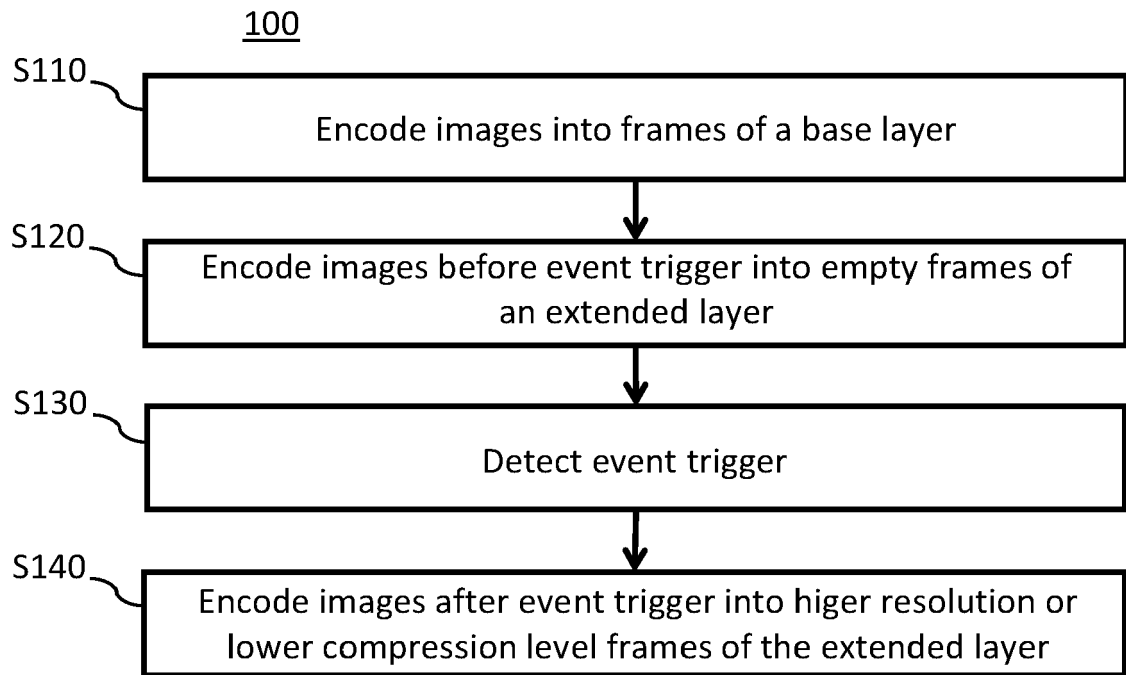 100
S110
Encode images into frames of a base layer
S120
Encode images before event trigger into empty frames of
an extended layer
S130
Detect event trigger
S140
Encode images after event trigger into higer resolution or
lower compression level frames of the extended layer